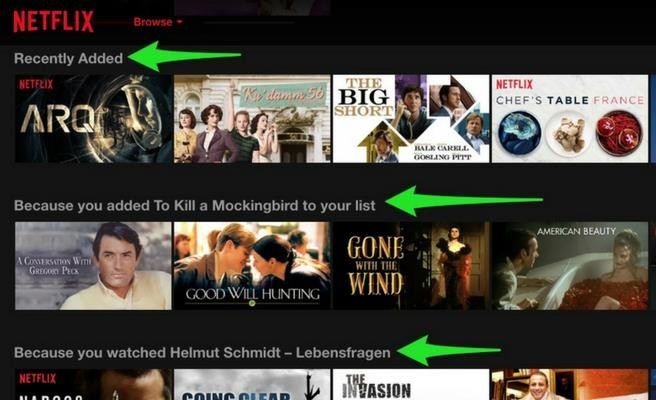 NETFLIX
Browse
Recently Added
NETFLIX
ARQ
Ku'damm 56
THE
BIG
SHORT
BALE CARELL
GOSLING PITT
NETFLIX
CHEF'S TABLE FRANCE
Because you added To Kill a Mockingbird to your list
A CONVERSATION WITH
GREGORY PECK
GOOD WILL HUNTING
GONE
WITH THE
WIND
AMERICAN BEAUTY
Because you watched Helmut Schmidt – Lebensfragen
NETFLIX
NARCOS
GOING CLEAR
THE
INVASION